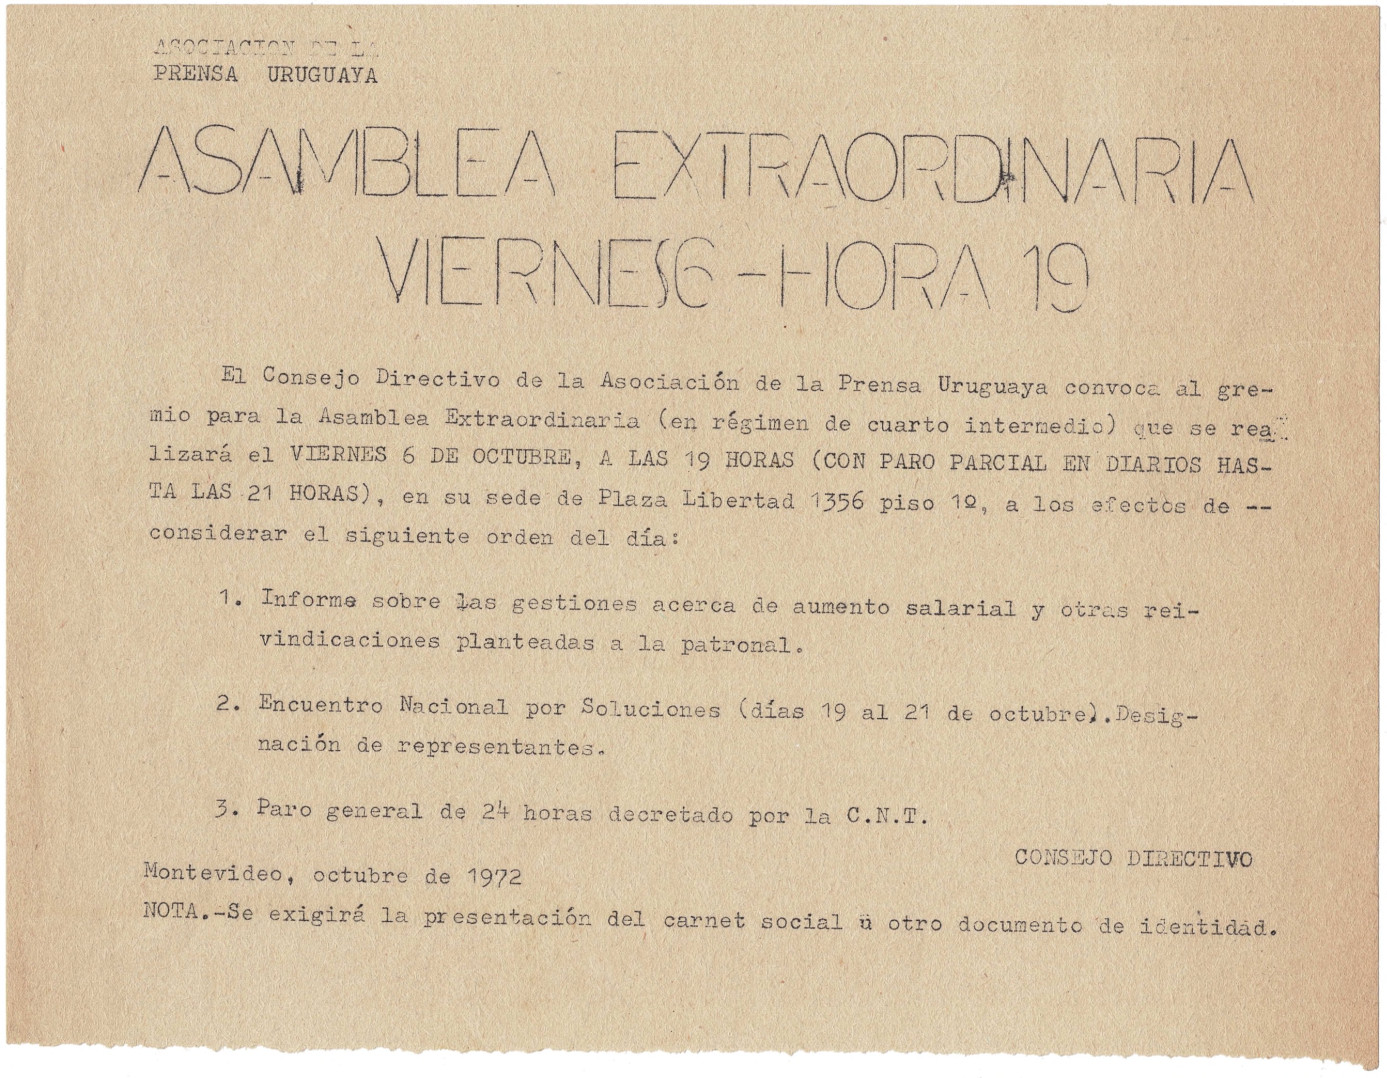 ASOCIACION DE LA
PRENSA URUGUAYA
ASAMBLEA EXTRAORDINARIA
VIERNES 6 - HORA 19
El Consejo Directivo de la Asociación de la Prensa Uruguaya convoca al gre-
mio para la Asamblea Extraordinaria (en régimen de cuarto intermedio) que se rea
lizará el VIERNES 6 DE OCTUBRE, A LAS 19 HORAS (CON PARO PARCIAL EN DIARIOS HAS-
TA LAS 21 HORAS), en su sede de Plaza Libertad 1356 piso 1º, a los efectos de --
considerar el siguiente orden del día:
1. Informe sobre las gestiones acerca de aumento salarial y otras rei-
vindicaciones planteadas a la patronal.
2. Encuentro Nacional por Soluciones (días 19 al 21 de octubre).Desig-
nación de representantes.
3. Paro general de 24 horas decretado por la C.N.T.
CONSEJO DIRECTIVO
Montevideo, octubre de 1972
NOTA.-Se exigirá la presentación del carnet social ú otro documento de identidad.